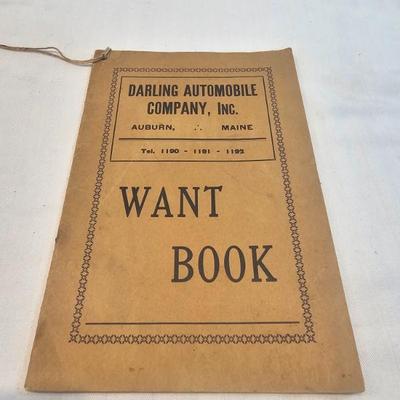 DARLING AUTOMOBILE
COMPANY, INC.
AUBURN, ∴ MAINE
Tel. 1190 - 1191 - 1192
WANT
BOOK